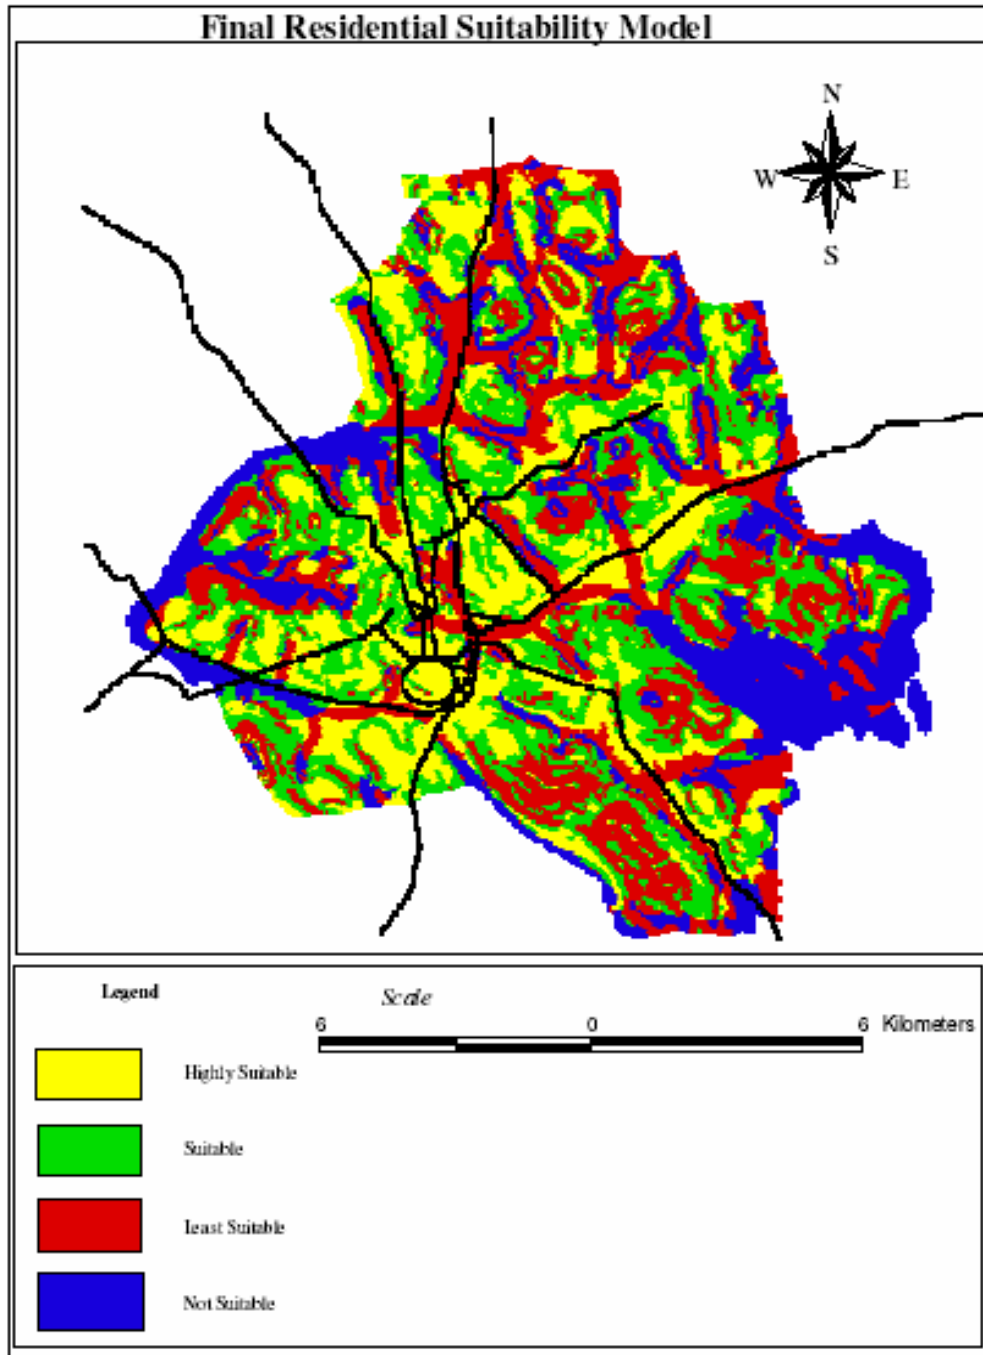 Final Residential Suitability Model
N
W E
S
Legend
Scale
6 0 6 Kilometers
Highly Suitable
Suitable
Least Suitable
Not Suitable